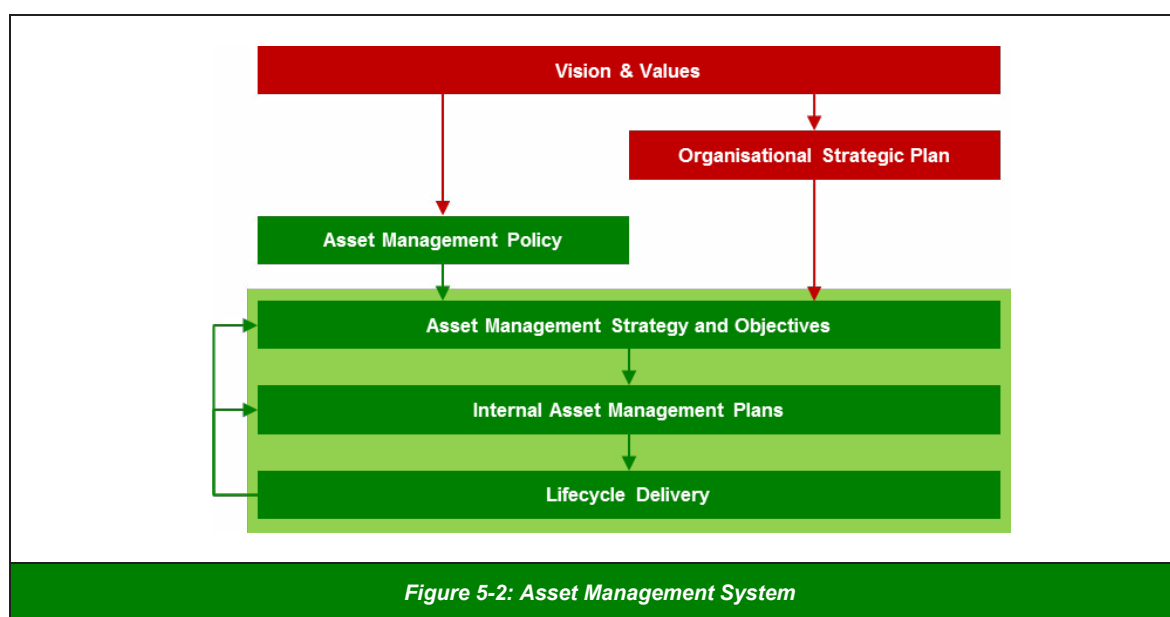 Vision & Values
Organisational Strategic Plan
Asset Management Policy
Asset Management Strategy and Objectives
Internal Asset Management Plans
Lifecycle Delivery
Figure 5-2: Asset Management System